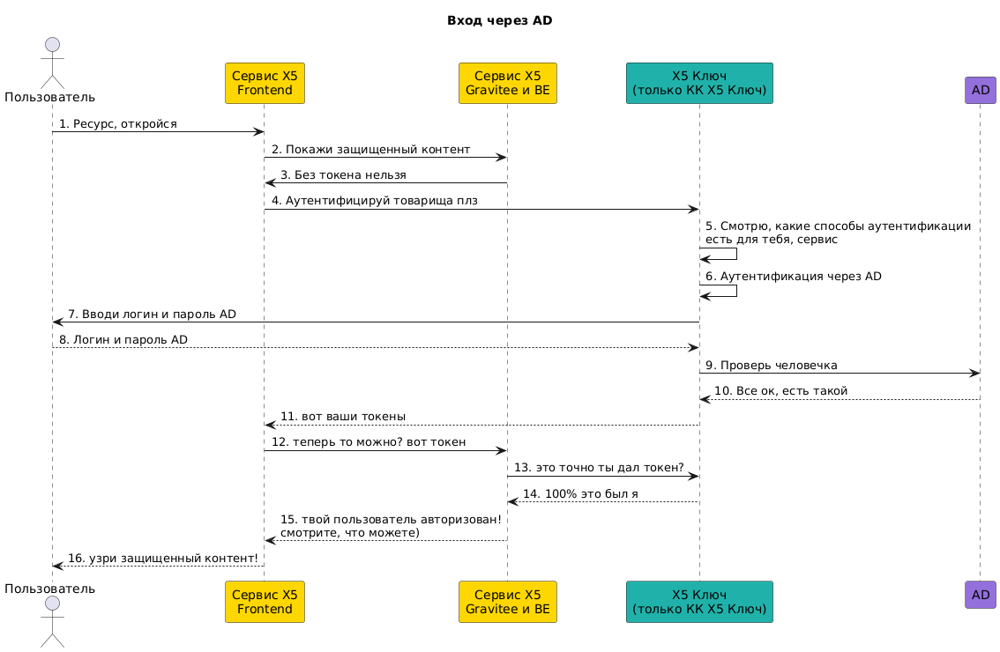 Вход через AD
Пользователь
Сервис X5
Frontend
Сервис X5
Gravitee и BE
X5 Ключ
(только КК X5 Ключ)
AD
1. Ресурс, откройся
2. Покажи защищенный контент
3. Без токена нельзя
4. Аутентифицируй товарища плз
5. Смотрю, какие способы аутентификации
есть для тебя, сервис
6. Аутентификация через AD
7. Вводи логин и пароль AD
8. Логин и пароль AD
9. Проверь человечка
10. Все ок, есть такой
11. вот ваши токены
12. теперь то можно? вот токен
13. это точно ты дал токен?
14. 100% это был я
15. твой пользователь авторизован!
смотрите, что можете)
16. узри защищенный контент!
Пользователь
Сервис X5
Frontend
Сервис X5
Gravitee и BE
X5 Ключ
(только КК X5 Ключ)
AD